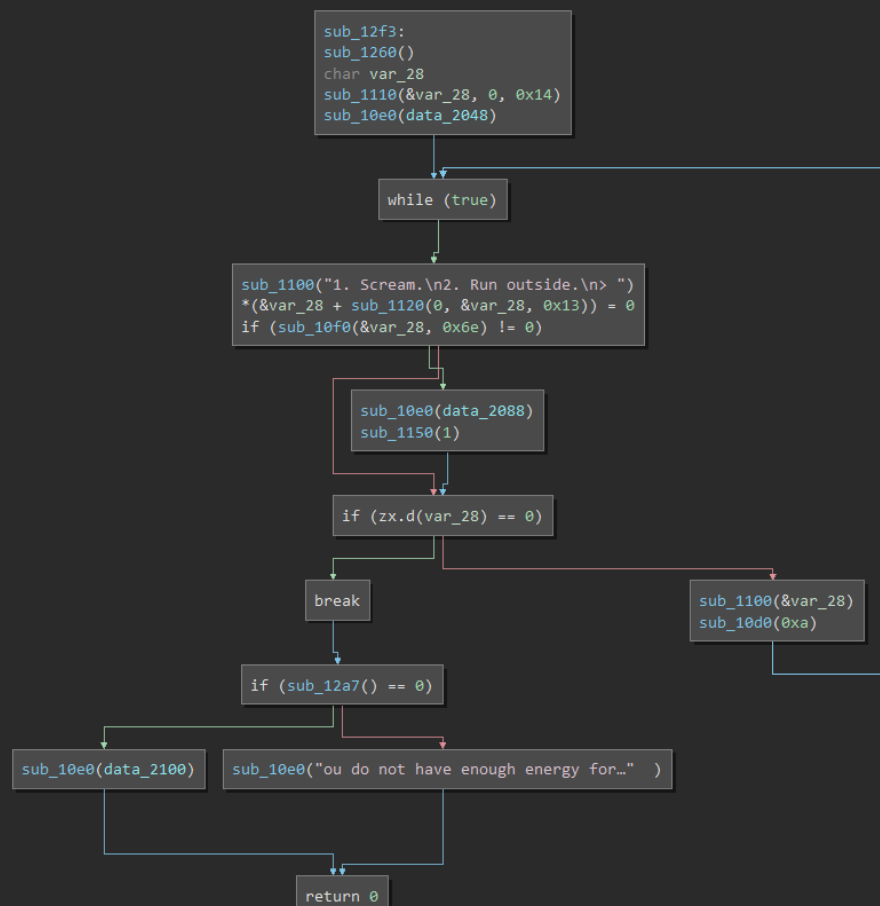 sub_12f3:
sub_1260()
char var_28
sub_1110(&var_28, 0, 0x14)
sub_10e0(data_2048)
while (true)
sub_1100("1. Scream.\n2. Run outside.\n> ")
*(&var_28 + sub_1120(0, &var_28, 0x13)) = 0
if (sub_10f0(&var_28, 0x6e) != 0)
sub_10e0(data_2088)
sub_1150(1)
if (zx.d(var_28) == 0)
break
sub_1100(&var_28)
sub_10d0(0xa)
if (sub_12a7() == 0)
sub_10e0(data_2100)
sub_10e0("ou do not have enough energy for…"  )
return 0